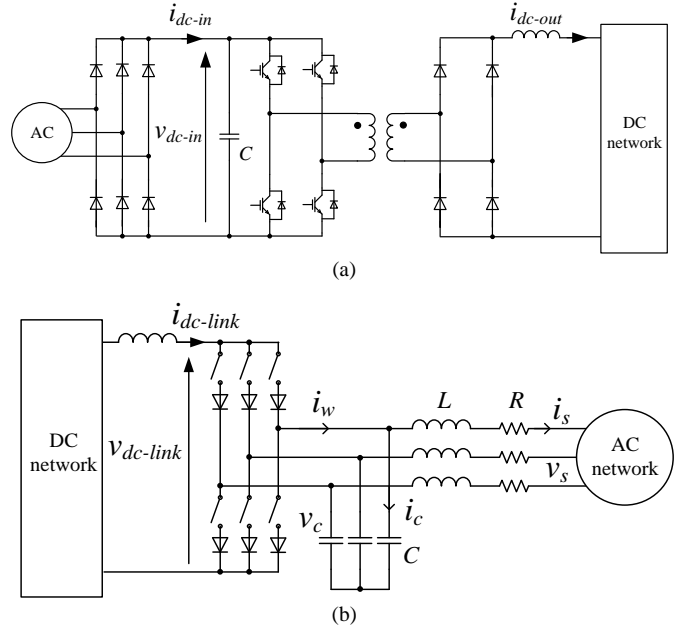 i_dc-in
i_dc-out
AC
v_dc-in
C
DC
network
(a)
i_dc-link
DC
network
v_dc-link
i_w
L
R
i_s
AC
network
v_s
v_c
i_c
C
(b)